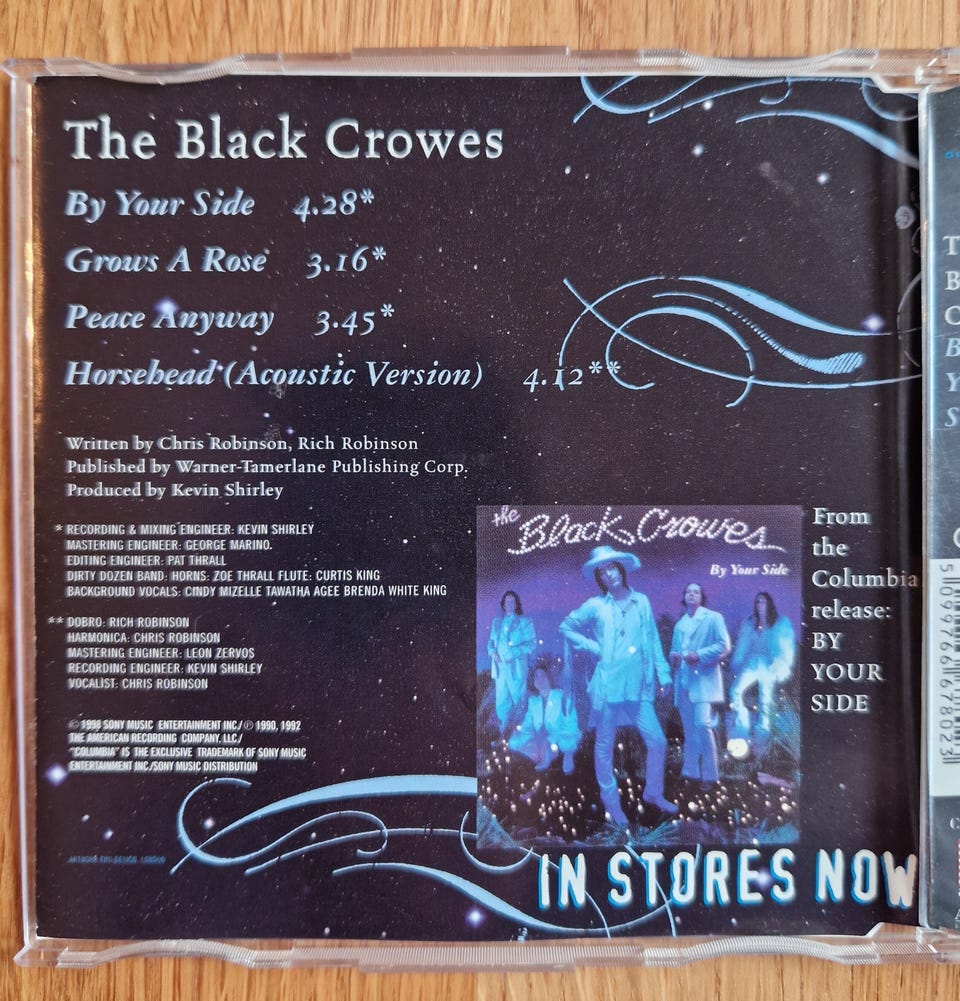 The Black Crowes
By Your Side 4.28*
Grows A Rose 3.16*
Peace Anyway 3.45*
Horsehead (Acoustic Version) 4.12**
Written by Chris Robinson, Rich Robinson
Published by Warner-Tamerlane Publishing Corp.
Produced by Kevin Shirley
* RECORDING & MIXING ENGINEER: KEVIN SHIRLEY
MASTERING ENGINEER: GEORGE MARINO.
EDITING ENGINEER: PAT THRALL
DIRTY DOZEN BAND: HORNS: ZOE THRALL FLUTE: CURTIS KING
BACKGROUND VOCALS: CINDY MIZELLE TAWATHA AGEE BRENDA WHITE KING
** DOBRO: RICH ROBINSON
HARMONICA: CHRIS ROBINSON
MASTERING ENGINEER: LEON ZERVOS
RECORDING ENGINEER: KEVIN SHIRLEY
VOCALIST: CHRIS ROBINSON
© 1998 SONY MUSIC ENTERTAINMENT INC./ ℗ 1990, 1992
THE AMERICAN RECORDING COMPANY, LLC/
"COLUMBIA" IS THE EXCLUSIVE TRADEMARK OF SONY MUSIC
ENTERTAINMENT INC./SONY MUSIC DISTRIBUTION
the Black Crowes
By Your Side
From
the
Columbia
release:
BY
YOUR
SIDE
IN STORES NOW
T
B
C
B
Y
S
5 099766 678023